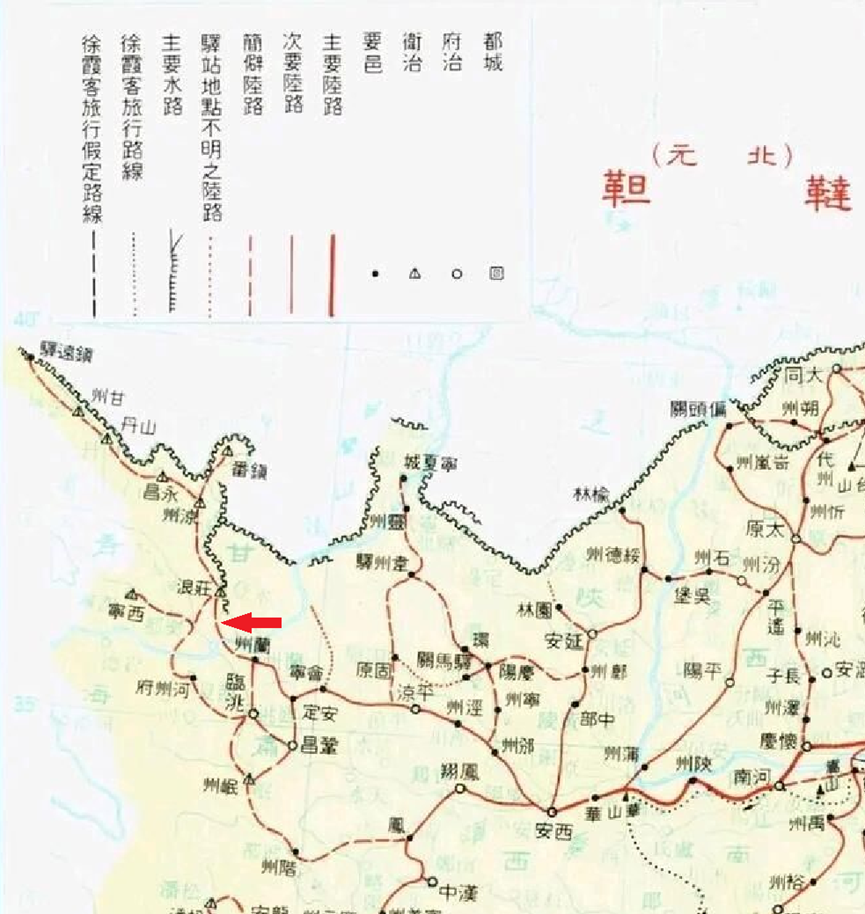 都城
府治
衛治
要邑
主要陸路
次要陸路
簡僻陸路
驛站地點不明之陸路
主要水路
徐霞客旅行路線
徐霞客旅行假定路線
(北元)
韃靼
40°
鎮遠驛
甘州
山丹
永昌
鎮番
涼州
莊浪
西寧
蘭州
河州府
臨洮
會寧
安定
鞏昌
岷州
階州
寧夏城
靈州
韋州驛
固原
環
驛馬關
慶陽
平涼
涇州
寧州
邠州
鳳翔
鳳
漢中
榆林
綏德州
園林
延安
鄜州
中部
西安
華
華山
偏頭關
岢嵐州
大同
朔州
代州
忻州
太原
石州
汾州
吳堡
平遙
沁州
平陽
長子
澤州
懷慶
蒲州
陝州
河南
嵩山
禹州
裕州
35°